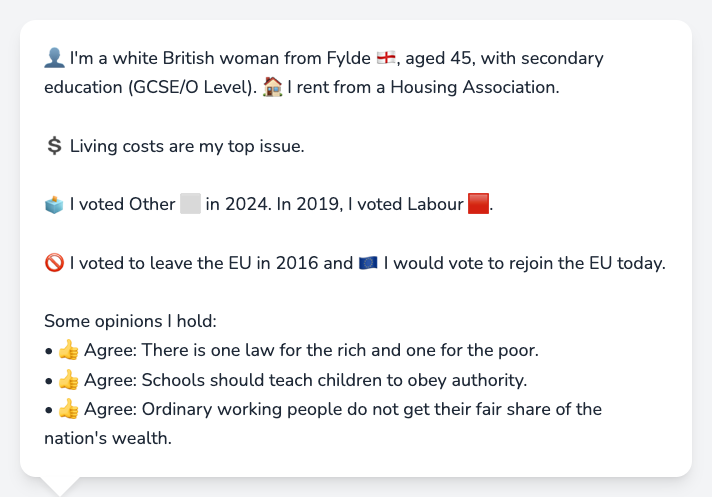 👤 I'm a white British woman from Fylde 🏴󠁧󠁢󠁥󠁮󠁧󠁿, aged 45, with secondary
education (GCSE/O Level). 🏠 I rent from a Housing Association.
💲 Living costs are my top issue.
🗳️ I voted Other ⬜ in 2024. In 2019, I voted Labour 🟥.
🚫 I voted to leave the EU in 2016 and 🇪🇺 I would vote to rejoin the EU today.
Some opinions I hold:
• 👍 Agree: There is one law for the rich and one for the poor.
• 👍 Agree: Schools should teach children to obey authority.
• 👍 Agree: Ordinary working people do not get their fair share of the
nation's wealth.